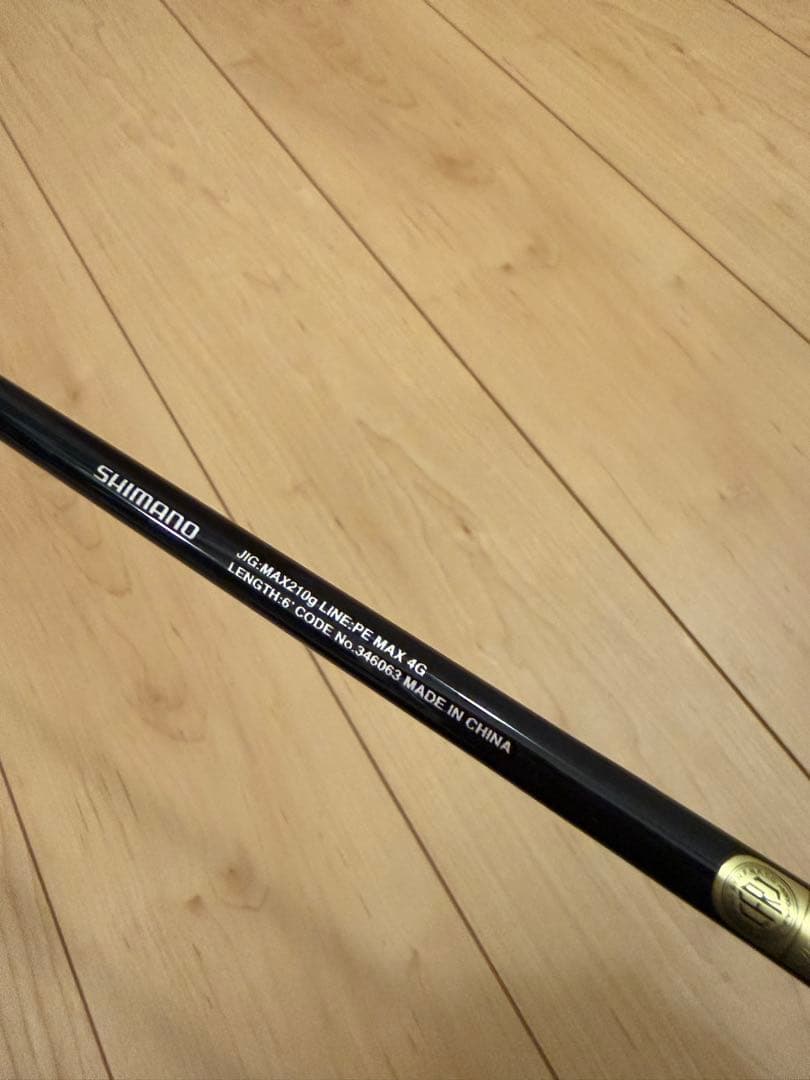 SHIMANO
JIG:MAX210g LINE:PE MAX 4G
LENGTH:6' CODE No.346063 MADE IN CHINA